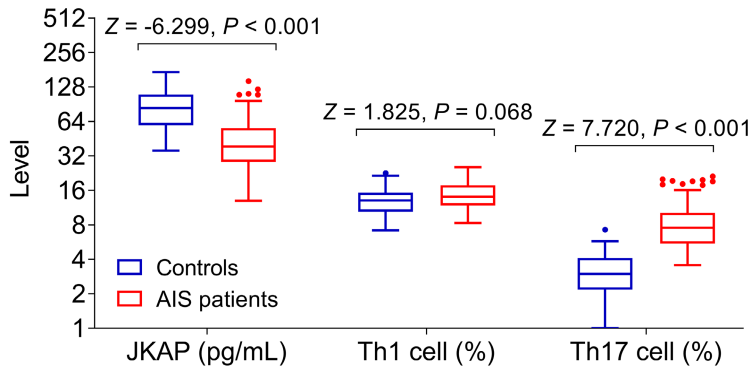 512
Z = -6.299, P < 0.001
256
128
Z = 1.825, P = 0.068
Z = 7.720, P < 0.001
64
32
16
8
4
2
1
Level
Controls
AIS patients
JKAP (pg/mL)
Th1 cell (%)
Th17 cell (%)